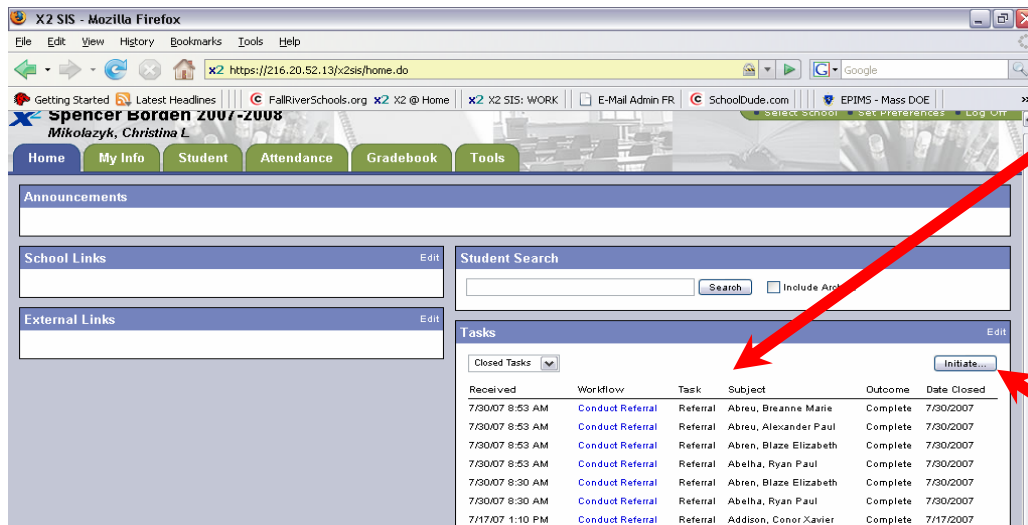 X2 SIS - Mozilla Firefox
File Edit View History Bookmarks Tools Help
x2 https://216.20.52.13/x2sis/home.do G Google
Getting Started Latest Headlines FallRiverSchools.org x2 X2 @ Home x2 X2 SIS: WORK E-Mail Admin FR SchoolDude.com EPIMS - Mass DOE »
x2 Spencer Borden 2007-2008 Select School Set Preferences Log Off
Mikolazyk, Christina L
Home My Info Student Attendance Gradebook Tools
Announcements
School Links Edit
External Links Edit
Student Search
Search Include
Tasks Edit
Closed Tasks Initiate...
Received Workflow Task Subject Outcome Date Closed
7/30/07 8:53 AM Conduct Referral Referral Abreu, Breanne Marie Complete 7/30/2007
7/30/07 8:53 AM Conduct Referral Referral Abreu, Alexander Paul Complete 7/30/2007
7/30/07 8:53 AM Conduct Referral Referral Abren, Blaze Elizabeth Complete 7/30/2007
7/30/07 8:53 AM Conduct Referral Referral Abelha, Ryan Paul Complete 7/30/2007
7/30/07 8:30 AM Conduct Referral Referral Abren, Blaze Elizabeth Complete 7/30/2007
7/30/07 8:30 AM Conduct Referral Referral Abelha, Ryan Paul Complete 7/30/2007
7/17/07 1:10 PM Conduct Referral Referral Addison, Conor Xavier Complete 7/17/2007